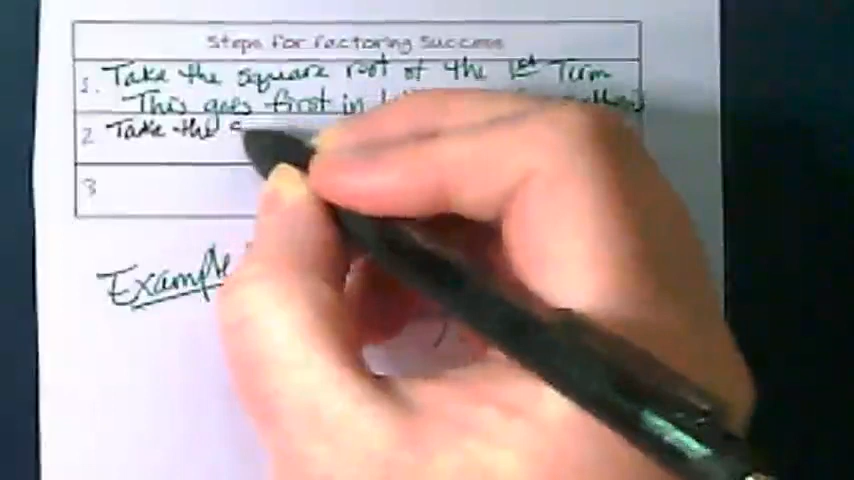 Steps for Factoring Success
1. Take the square root of the 1st Term
This goes first in
2 Take the s
3
Example